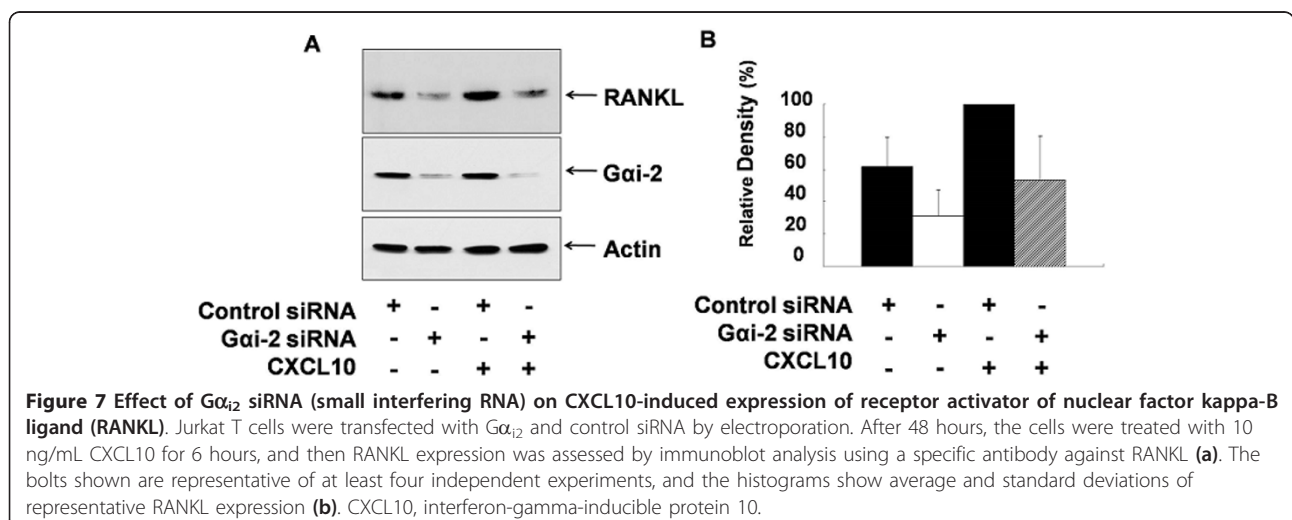 A
B
RANKL
Gαi-2
Actin
Relative Density (%)
100
80
60
40
20
0
Control siRNA + - + -
Gαi-2 siRNA - + - +
CXCL10 - - + +
Control siRNA + - + -
Gαi-2 siRNA - + - +
CXCL10 - - + +
Figure 7 Effect of Gαi2 siRNA (small interfering RNA) on CXCL10-induced expression of receptor activator of nuclear factor kappa-B
ligand (RANKL). Jurkat T cells were transfected with Gαi2 and control siRNA by electroporation. After 48 hours, the cells were treated with 10
ng/mL CXCL10 for 6 hours, and then RANKL expression was assessed by immunoblot analysis using a specific antibody against RANKL (a). The
bolts shown are representative of at least four independent experiments, and the histograms show average and standard deviations of
representative RANKL expression (b). CXCL10, interferon-gamma-inducible protein 10.